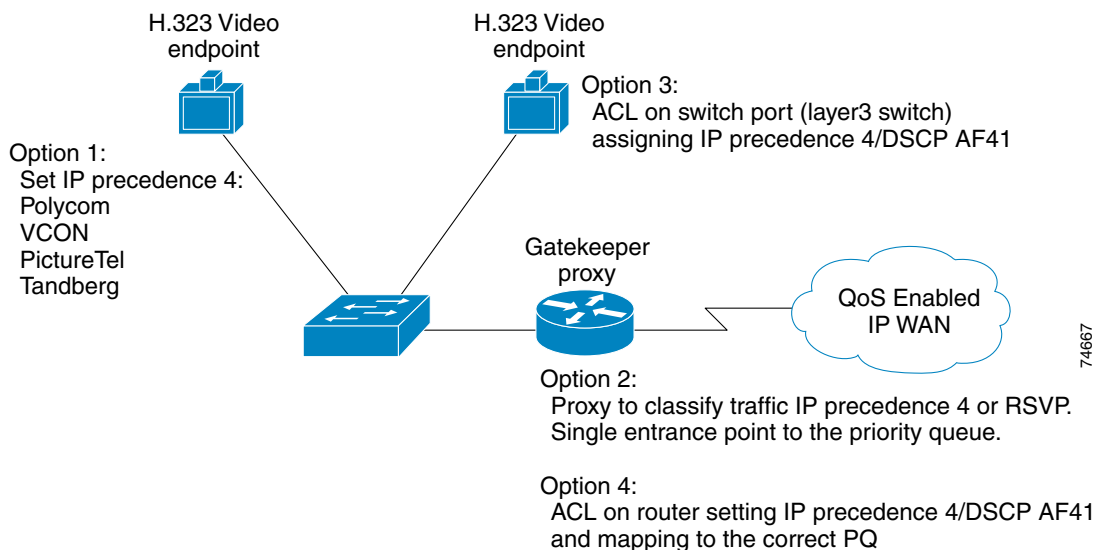 H.323 Video
endpoint
H.323 Video
endpoint
Option 3:
ACL on switch port (layer3 switch)
assigning IP precedence 4/DSCP AF41
Option 1:
Set IP precedence 4:
Polycom
VCON
PictureTel
Tandberg
Gatekeeper
proxy
QoS Enabled
IP WAN
74667
Option 2:
Proxy to classify traffic IP precedence 4 or RSVP.
Single entrance point to the priority queue.
Option 4:
ACL on router setting IP precedence 4/DSCP AF41
and mapping to the correct PQ